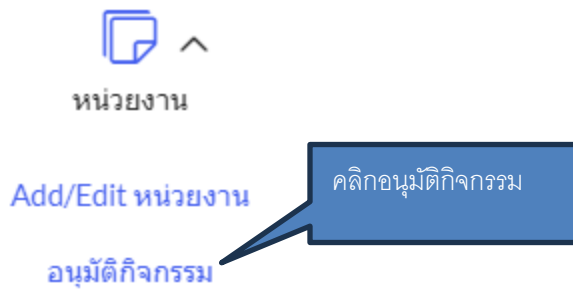 หน่วยงาน
Add/Edit หน่วยงาน
คลิกอนุมัติกิจกรรม
อนุมัติกิจกรรม